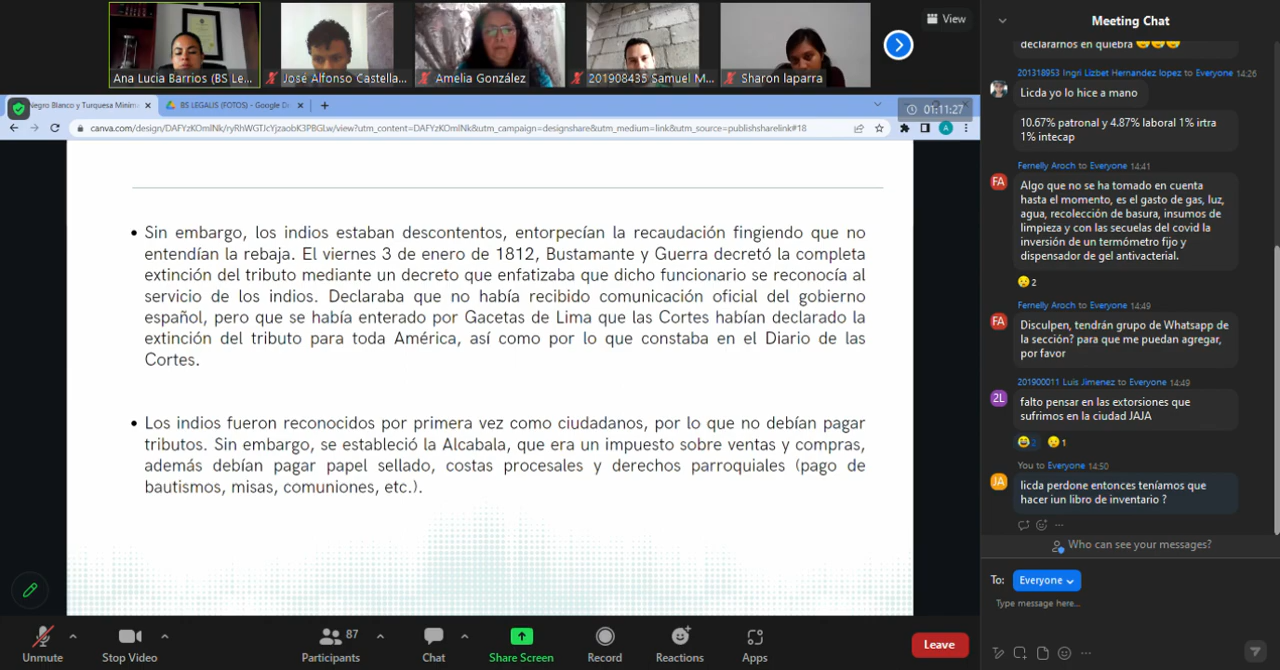 View
Ana Lucia Barrios (BS Le...
José Alfonso Castella...
Amelia González
201908435 Samuel M...
Sharon laparra
Negro Blanco y Turquesa Minim
BS LEGALIS (FOTOS) - Google D
01:11:27
canva.com/design/DAFYzKOmlNk/ryRhWGTJcYjzaobK3PBGLw/view?utm_content=DAFYzKOmlNk&utm_campaign=designshare&utm_medium=link&utm_source=publishsharelink#18
A
• Sin embargo, los indios estaban descontentos, entorpecían la recaudación fingiendo que no
entendían la rebaja. El viernes 3 de enero de 1812, Bustamante y Guerra decretó la completa
extinción del tributo mediante un decreto que enfatizaba que dicho funcionario se reconocía al
servicio de los indios. Declaraba que no había recibido comunicación oficial del gobierno
español, pero que se había enterado por Gacetas de Lima que las Cortes habían declarado la
extinción del tributo para toda América, así como por lo que constaba en el Diario de las
Cortes.
• Los indios fueron reconocidos por primera vez como ciudadanos, por lo que no debían pagar
tributos. Sin embargo, se estableció la Alcabala, que era un impuesto sobre ventas y compras,
además debían pagar papel sellado, costas procesales y derechos parroquiales (pago de
bautismos, misas, comuniones, etc.).
Unmute
Stop Video
87
Participants
Chat
Share Screen
Record
Reactions
Apps
Leave
Meeting Chat
declararnos en quiebra
201318953 Ingri Lizbet Hernandez lopez to Everyone 14:26
Licda yo lo hice a mano
10.67% patronal y 4.87% laboral 1% irtra
1% intecap
Fernelly Aroch to Everyone 14:41
FA
Algo que no se ha tomado en cuenta
hasta el momento, es el gasto de gas, luz,
agua, recolección de basura, insumos de
limpieza y con las secuelas del covid la
inversión de un termómetro fijo y
dispensador de gel antivacterial.
2
Fernelly Aroch to Everyone 14:49
FA
Disculpen, tendrán grupo de Whatsapp de
la sección? para que me puedan agregar,
por favor
201900011 Luis Jimenez to Everyone 14:49
2L
falto pensar en las extorsiones que
sufrimos en la ciudad JAJA
2
1
You to Everyone 14:50
JA
licda perdone entonces teníamos que
hacer iun libro de inventario ?
Who can see your messages?
To: Everyone
Type message here...